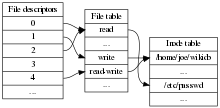 File descriptors
0
1
2
3
4
....
File table
read
....
write
read-write
....
Inode table
/home/joe/wikidb
....
/etc/passwd
....